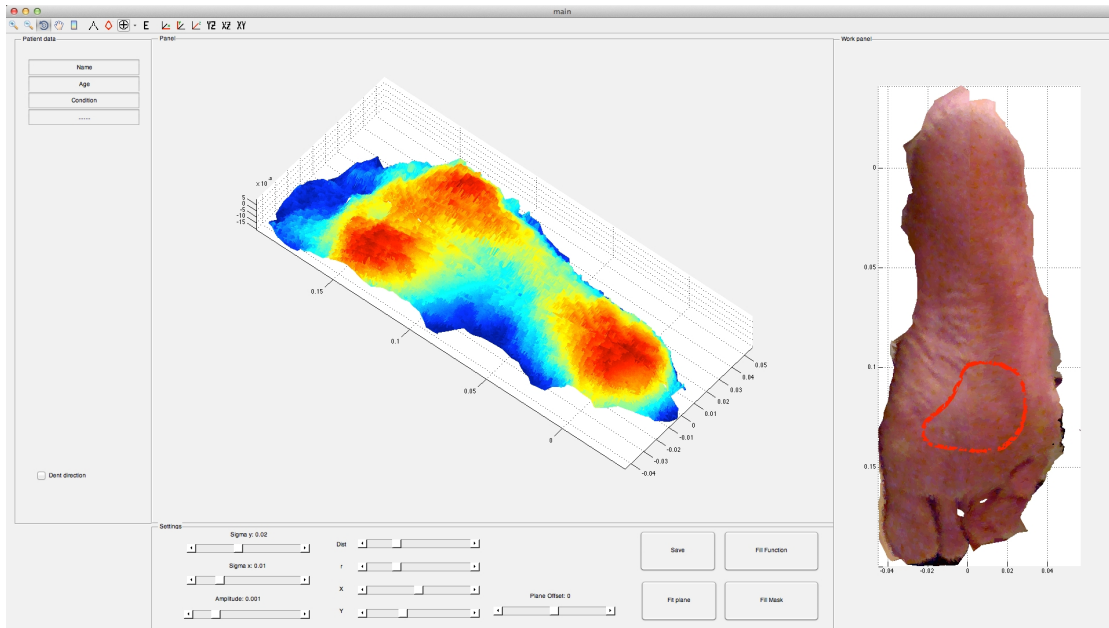 main
E YZ XZ XY
Patient data
Name
Age
Condition
......
Dent direction
Panel
x 10⁻³
5
0
-5
-10
-15
0.15
0.1
0.05
0
0.05
0.04
0.03
0.02
0.01
0
-0.01
-0.02
-0.03
-0.04
Settings
Sigma y: 0.02
Sigma x: 0.01
Amplitude: 0.001
Dist
r
X
Y
Plane Offset: 0
Save
Fill Function
Fit plane
Fill Mask
Work panel
0
0.05
0.1
0.15
-0.04 -0.02 0 0.02 0.04